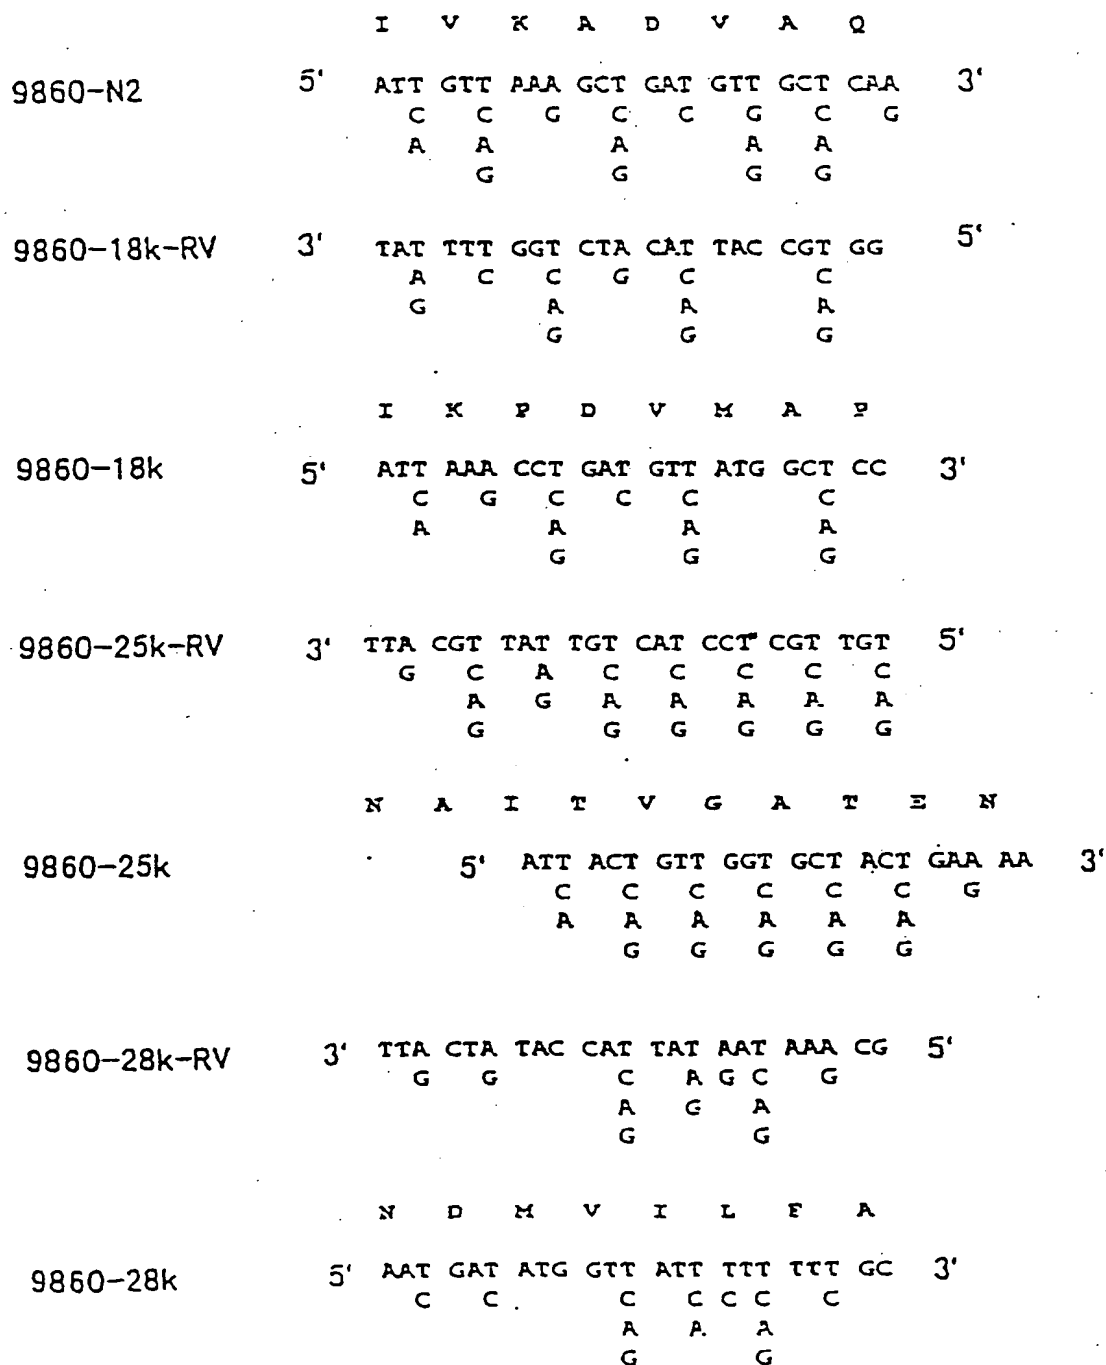 I V K A D V A Q
9860-N2 5' ATT GTT AAA GCT GAT GTT GCT CAA 3'
C C G C C G C G
A A A A A
G G G G
9860-18k-RV 3' TAT TTT GGT CTA CAT TAC CGT GG 5'
A C C G C C
G A A A
G G G
I K P D V M A P
9860-18k 5' ATT AAA CCT GAT GTT ATG GCT CC 3'
C G C C C C
A A A A
G G G
9860-25k-RV 3' TTA CGT TAT TGT CAT CCT CGT TGT 5'
G C A C C C C C
A G A A A A A
G G G G G G
N A I T V G A T E N
9860-25k 5' ATT ACT GTT GGT GCT ACT GAA AA 3'
C C C C C C G
A A A A A A
G G G G G
9860-28k-RV 3' TTA CTA TAC CAT TAT AAT AAA CG 5'
G G C A G C G
A G A
G G
N D M V I L F A
9860-28k 5' AAT GAT ATG GTT ATT TTT TTT GC 3'
C C C C C C C
A A A
G G